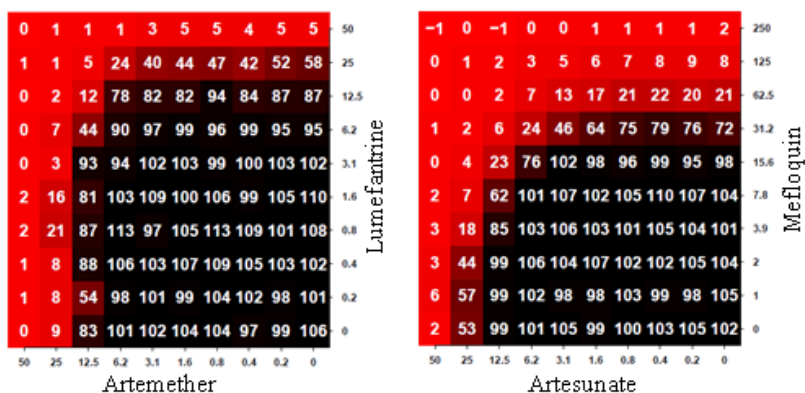 0 1 1 1 3 5 5 4 5 5 50
1 1 5 24 40 44 47 42 52 58 25
0 2 12 78 82 82 94 84 87 87 12.5
0 7 44 90 97 99 96 99 95 95 6.2
0 3 93 94 102 103 99 100 103 102 3.1
2 16 81 103 109 100 106 99 105 110 1.6
2 21 87 113 97 105 113 109 101 108 0.8
1 8 88 106 103 107 109 105 103 102 0.4
1 8 54 98 101 99 104 102 98 101 0.2
0 9 83 101 102 104 104 97 99 106 0
50 25 12.5 6.2 3.1 1.6 0.8 0.4 0.2 0
Artemether
Lumefantrine
−1 0 −1 0 0 1 1 1 1 2 250
0 1 2 3 5 6 7 8 9 8 125
0 0 2 7 13 17 21 22 20 21 62.5
1 2 6 24 46 64 75 79 76 72 31.2
0 4 23 76 102 98 96 99 95 98 15.6
2 7 62 101 107 102 105 110 107 104 7.8
3 18 85 103 106 103 101 105 104 101 3.9
3 44 99 106 104 107 102 102 105 104 2
6 57 99 102 98 98 103 99 98 105 1
2 53 99 101 105 99 100 103 105 102 0
50 25 12.5 6.2 3.1 1.6 0.8 0.4 0.2 0
Artesunate
Mefloquin